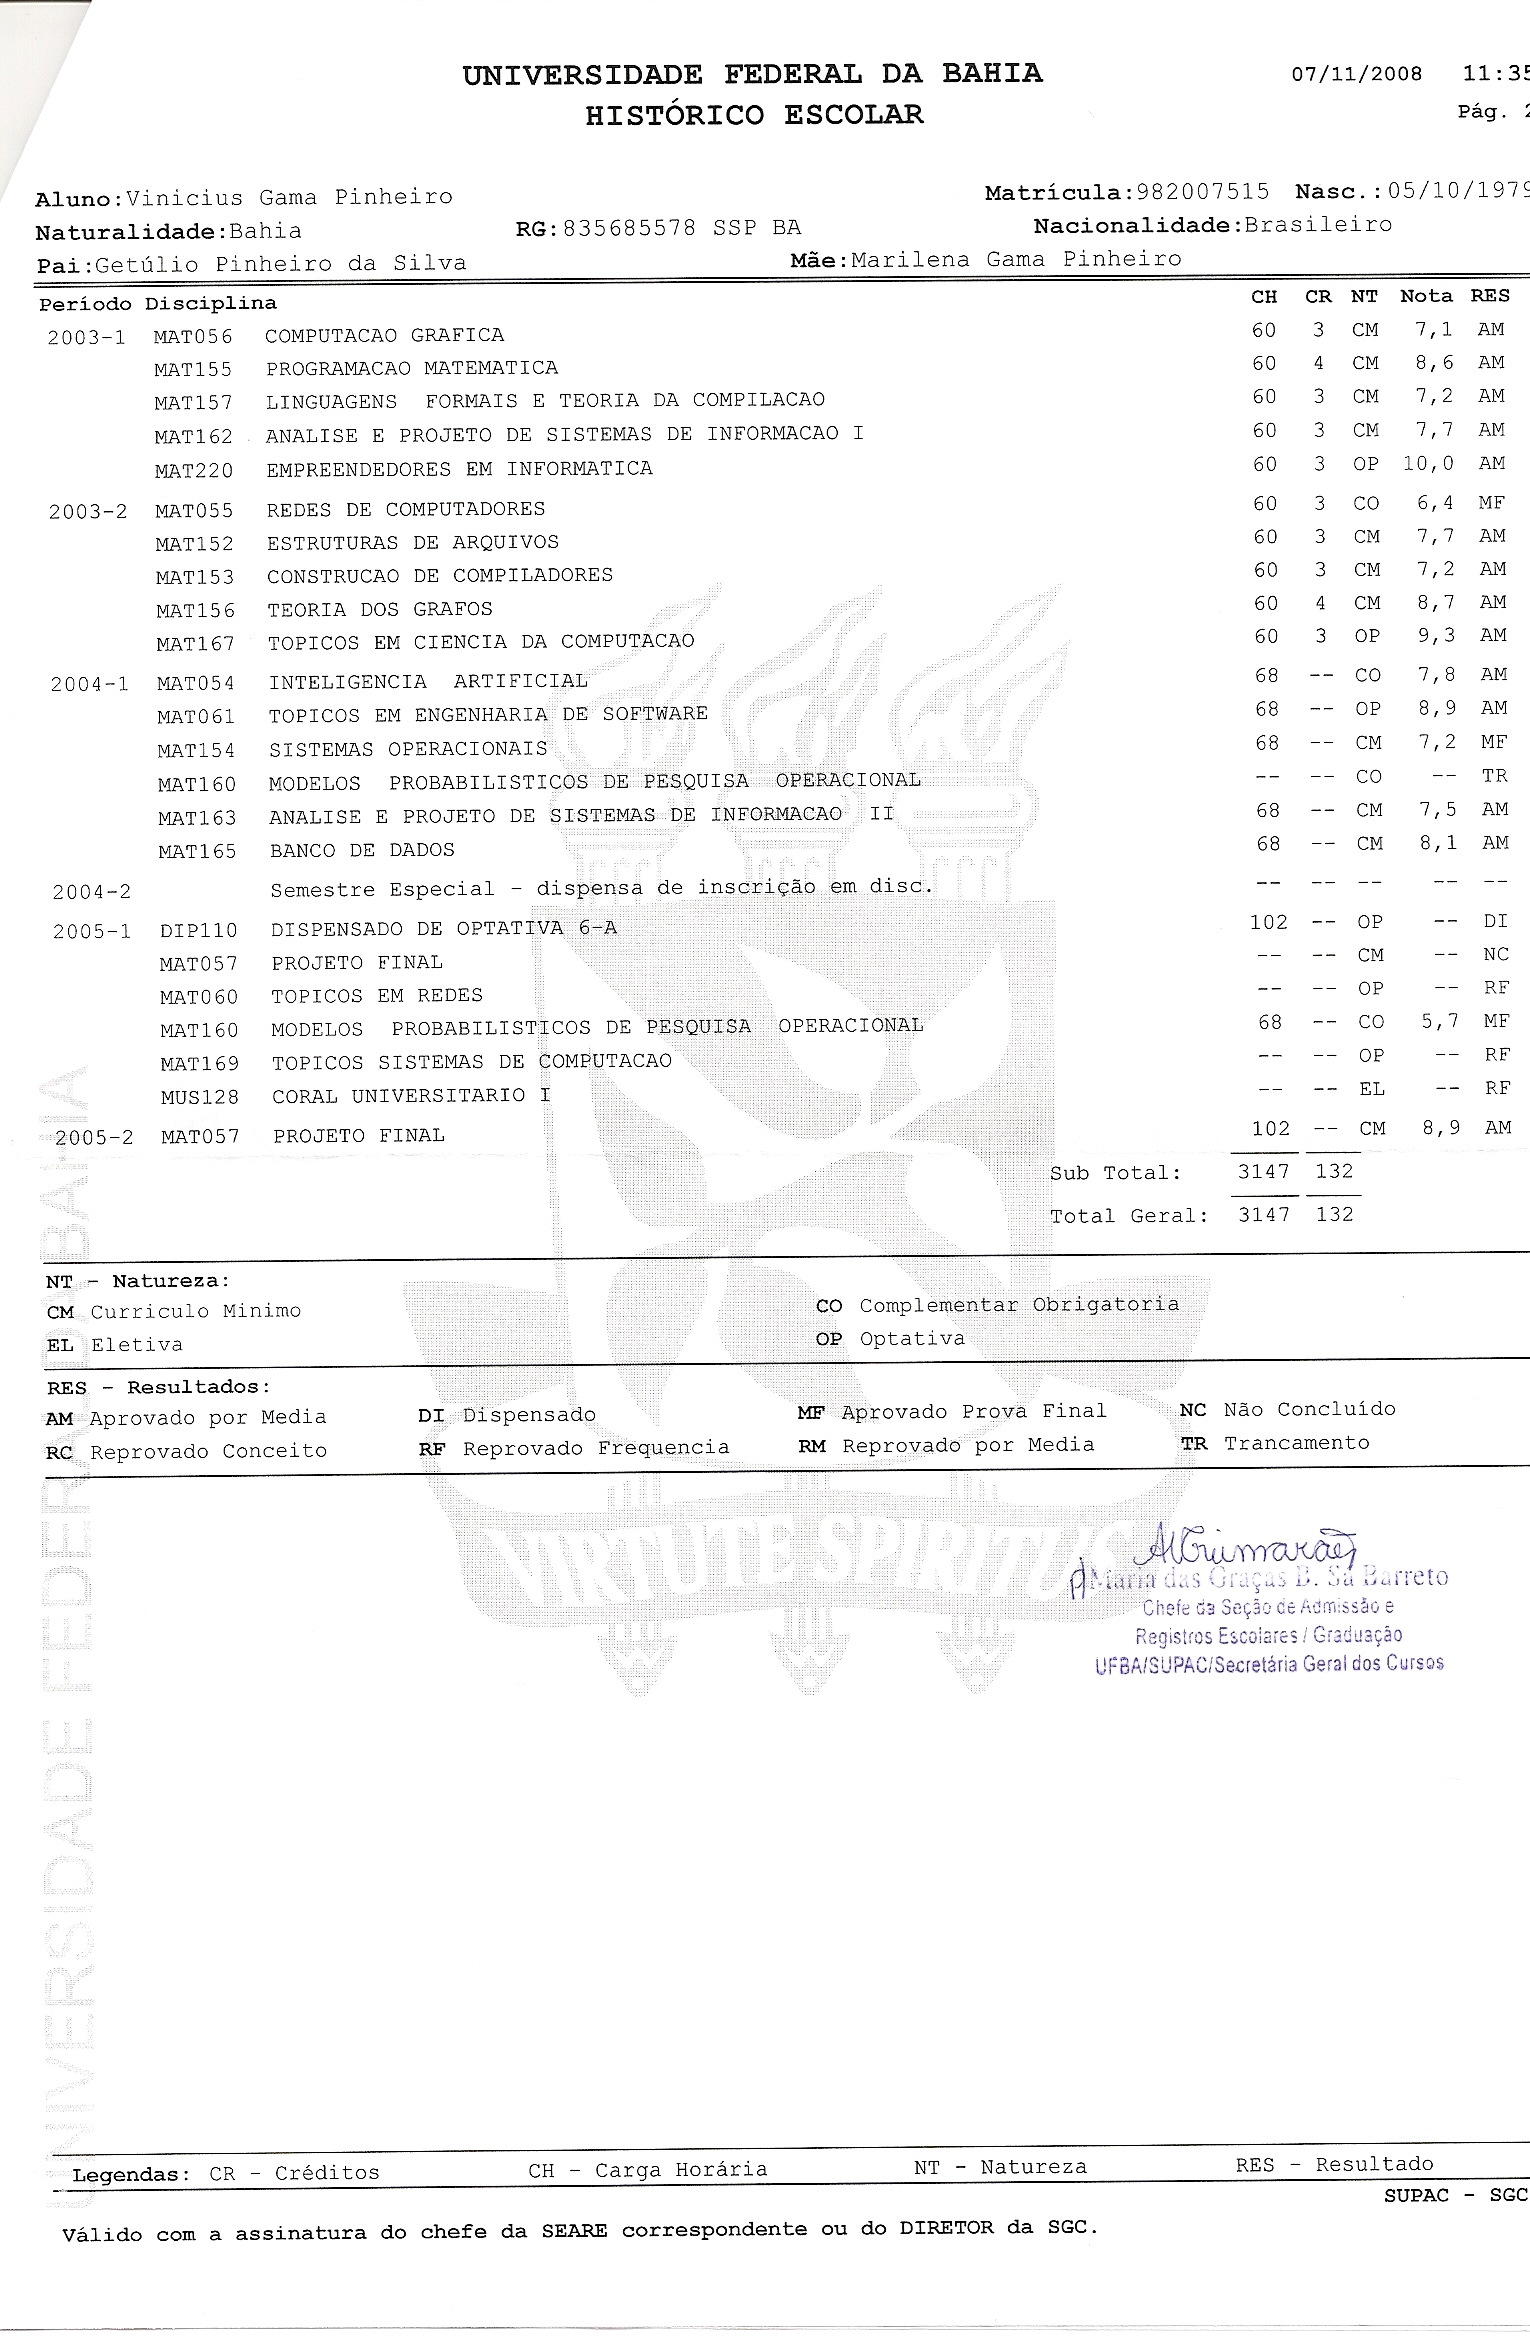 UNIVERSIDADE FEDERAL DA BAHIA 07/11/2008 11:35
HISTÓRICO ESCOLAR Pág. 2
Aluno:Vinicius Gama Pinheiro Matrícula:982007515 Nasc.:05/10/1979
Naturalidade:Bahia RG:835685578 SSP BA Nacionalidade:Brasileiro
Pai:Getúlio Pinheiro da Silva Mãe:Marilena Gama Pinheiro
Período Disciplina CH CR NT Nota RES
2003-1 MAT056 COMPUTACAO GRAFICA 60 3 CM 7,1 AM
MAT155 PROGRAMACAO MATEMATICA 60 4 CM 8,6 AM
MAT157 LINGUAGENS FORMAIS E TEORIA DA COMPILACAO 60 3 CM 7,2 AM
MAT162 ANALISE E PROJETO DE SISTEMAS DE INFORMACAO I 60 3 CM 7,7 AM
MAT220 EMPREENDEDORES EM INFORMATICA 60 3 OP 10,0 AM
2003-2 MAT055 REDES DE COMPUTADORES 60 3 CO 6,4 MF
MAT152 ESTRUTURAS DE ARQUIVOS 60 3 CM 7,7 AM
MAT153 CONSTRUCAO DE COMPILADORES 60 3 CM 7,2 AM
MAT156 TEORIA DOS GRAFOS 60 4 CM 8,7 AM
MAT167 TOPICOS EM CIENCIA DA COMPUTACAO 60 3 OP 9,3 AM
2004-1 MAT054 INTELIGENCIA ARTIFICIAL 68 -- CO 7,8 AM
MAT061 TOPICOS EM ENGENHARIA DE SOFTWARE 68 -- OP 8,9 AM
MAT154 SISTEMAS OPERACIONAIS 68 -- CM 7,2 MF
MAT160 MODELOS PROBABILISTICOS DE PESQUISA OPERACIONAL -- -- CO -- TR
MAT163 ANALISE E PROJETO DE SISTEMAS DE INFORMACAO II 68 -- CM 7,5 AM
MAT165 BANCO DE DADOS 68 -- CM 8,1 AM
2004-2 Semestre Especial - dispensa de inscrição em disc. -- -- -- -- --
2005-1 DIP110 DISPENSADO DE OPTATIVA 6-A 102 -- OP -- DI
MAT057 PROJETO FINAL -- -- CM -- NC
MAT060 TOPICOS EM REDES -- -- OP -- RF
MAT160 MODELOS PROBABILISTICOS DE PESQUISA OPERACIONAL 68 -- CO 5,7 MF
MAT169 TOPICOS SISTEMAS DE COMPUTACAO -- -- OP -- RF
MUS128 CORAL UNIVERSITARIO I -- -- EL -- RF
2005-2 MAT057 PROJETO FINAL 102 -- CM 8,9 AM
Sub Total: 3147 132
Total Geral: 3147 132
NT - Natureza:
CM Curriculo Minimo CO Complementar Obrigatoria
EL Eletiva OP Optativa
RES - Resultados:
AM Aprovado por Media DI Dispensado MF Aprovado Prova Final NC Não Concluído
RC Reprovado Conceito RF Reprovado Frequencia RM Reprovado por Media TR Trancamento
VIRTUTE SPIRITUS
Maria das Graças B. Sá Barreto
Chefe da Seção de Admissão e
Registros Escolares / Graduação
UFBA/SUPAC/Secretária Geral dos Cursos
UNIVERSIDADE FEDERAL DA BAHIA
Legendas: CR - Créditos CH - Carga Horária NT - Natureza RES - Resultado
SUPAC - SGC
Válido com a assinatura do chefe da SEARE correspondente ou do DIRETOR da SGC.